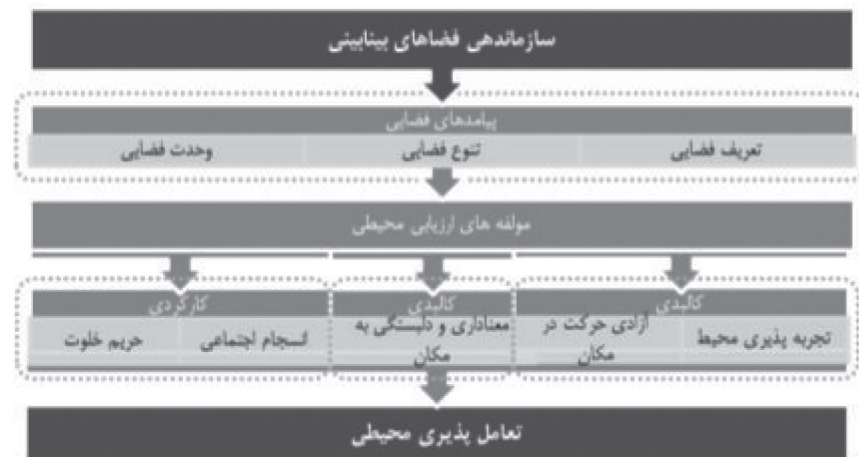 سازماندهی فضاهای بینابینی
پیامدهای فضایی
تعریف فضایی
تنوع فضایی
وحدت فضایی
مولفه های ارزیابی محیطی
کالبدی
تجربه پذیری محیط
آزادی حرکت در
مکان
کالبدی
معناداری و دلبستگی به
مکان
کارگردی
انسجام اجتماعی
حریم خلوت
تعامل پذیری محیطی